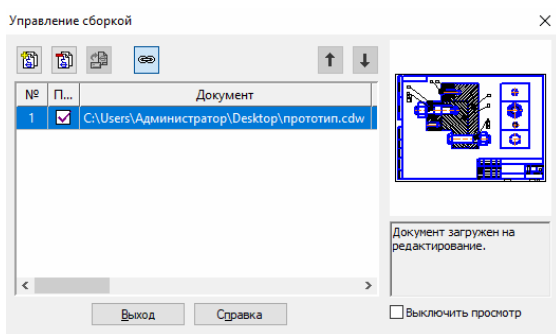 Управление сборкой
№ П... Документ
1 C:\Users\Администратор\Desktop\прототип.cdw
Документ загружен на
редактирование.
Выход Справка
Выключить просмотр